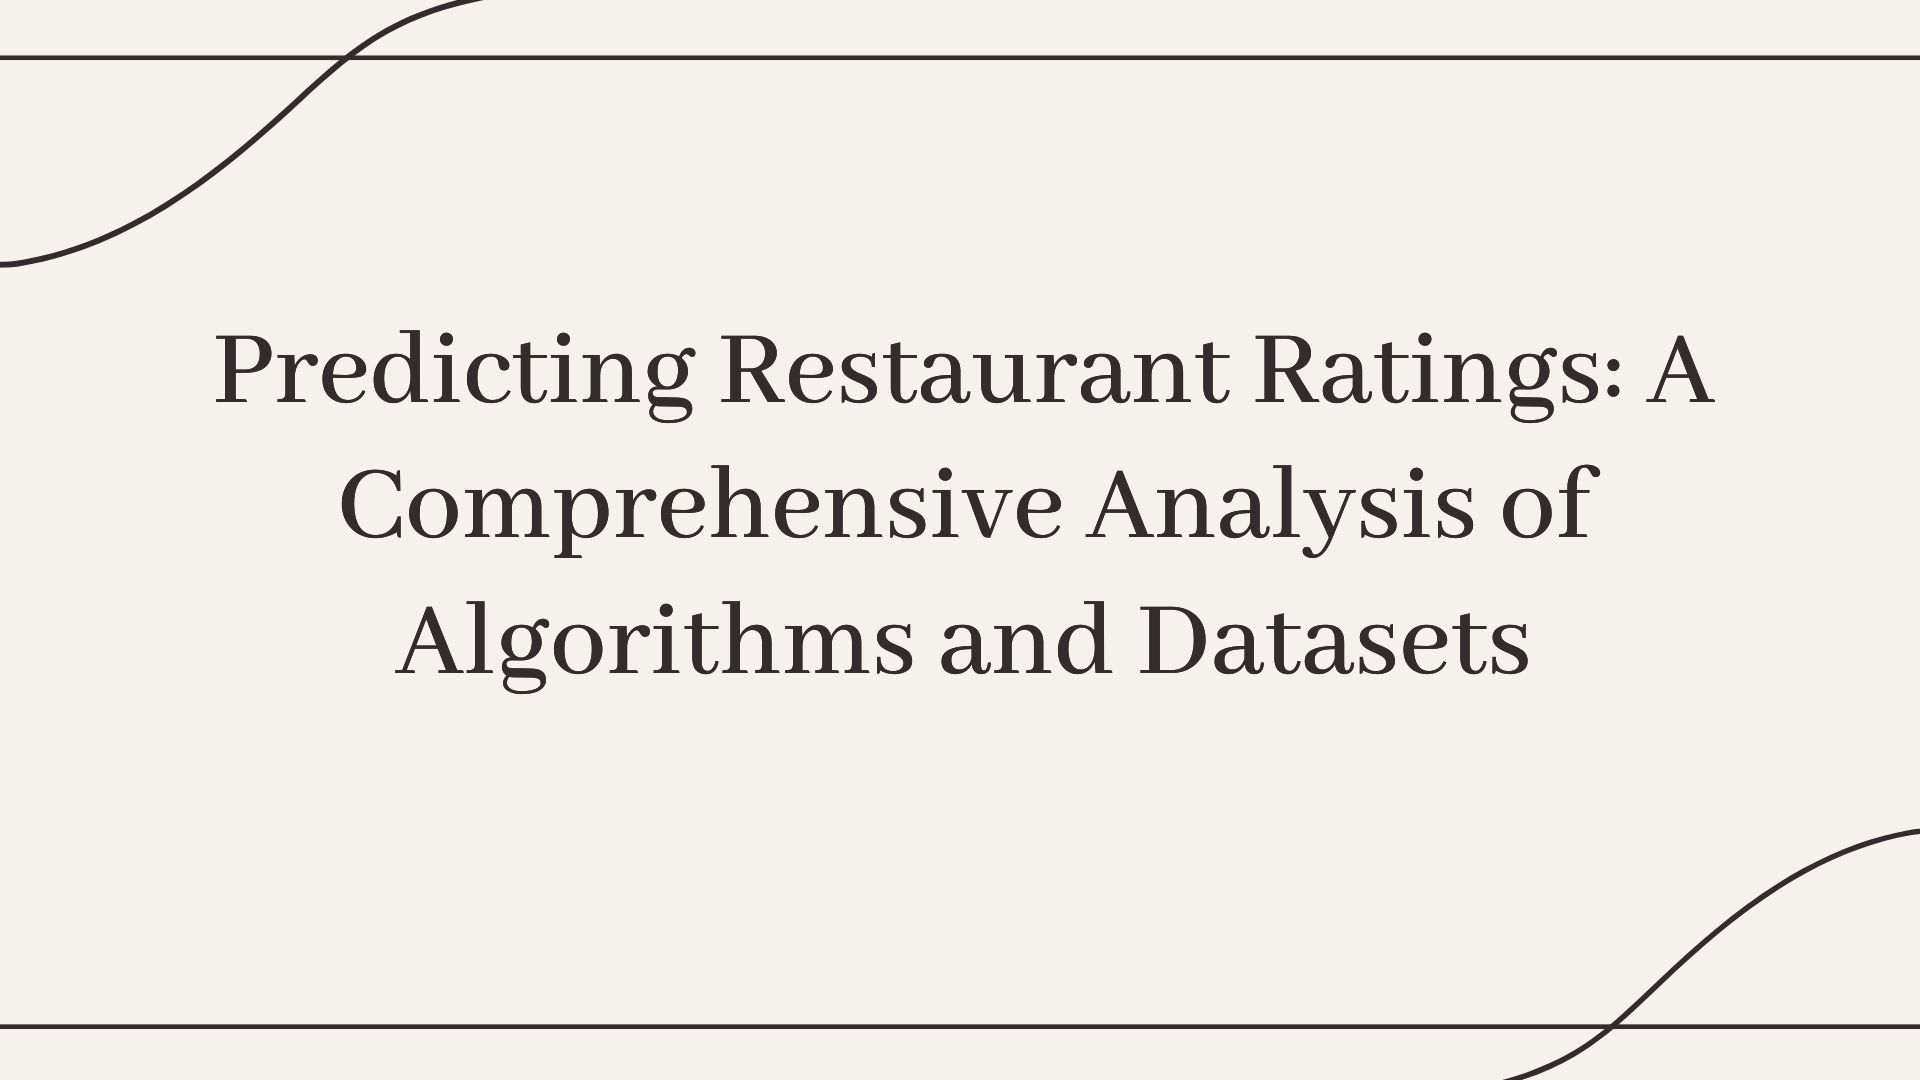 Predicting Restaurant Ratings: A
Comprehensive Analysis of
Algorithms and Datasets